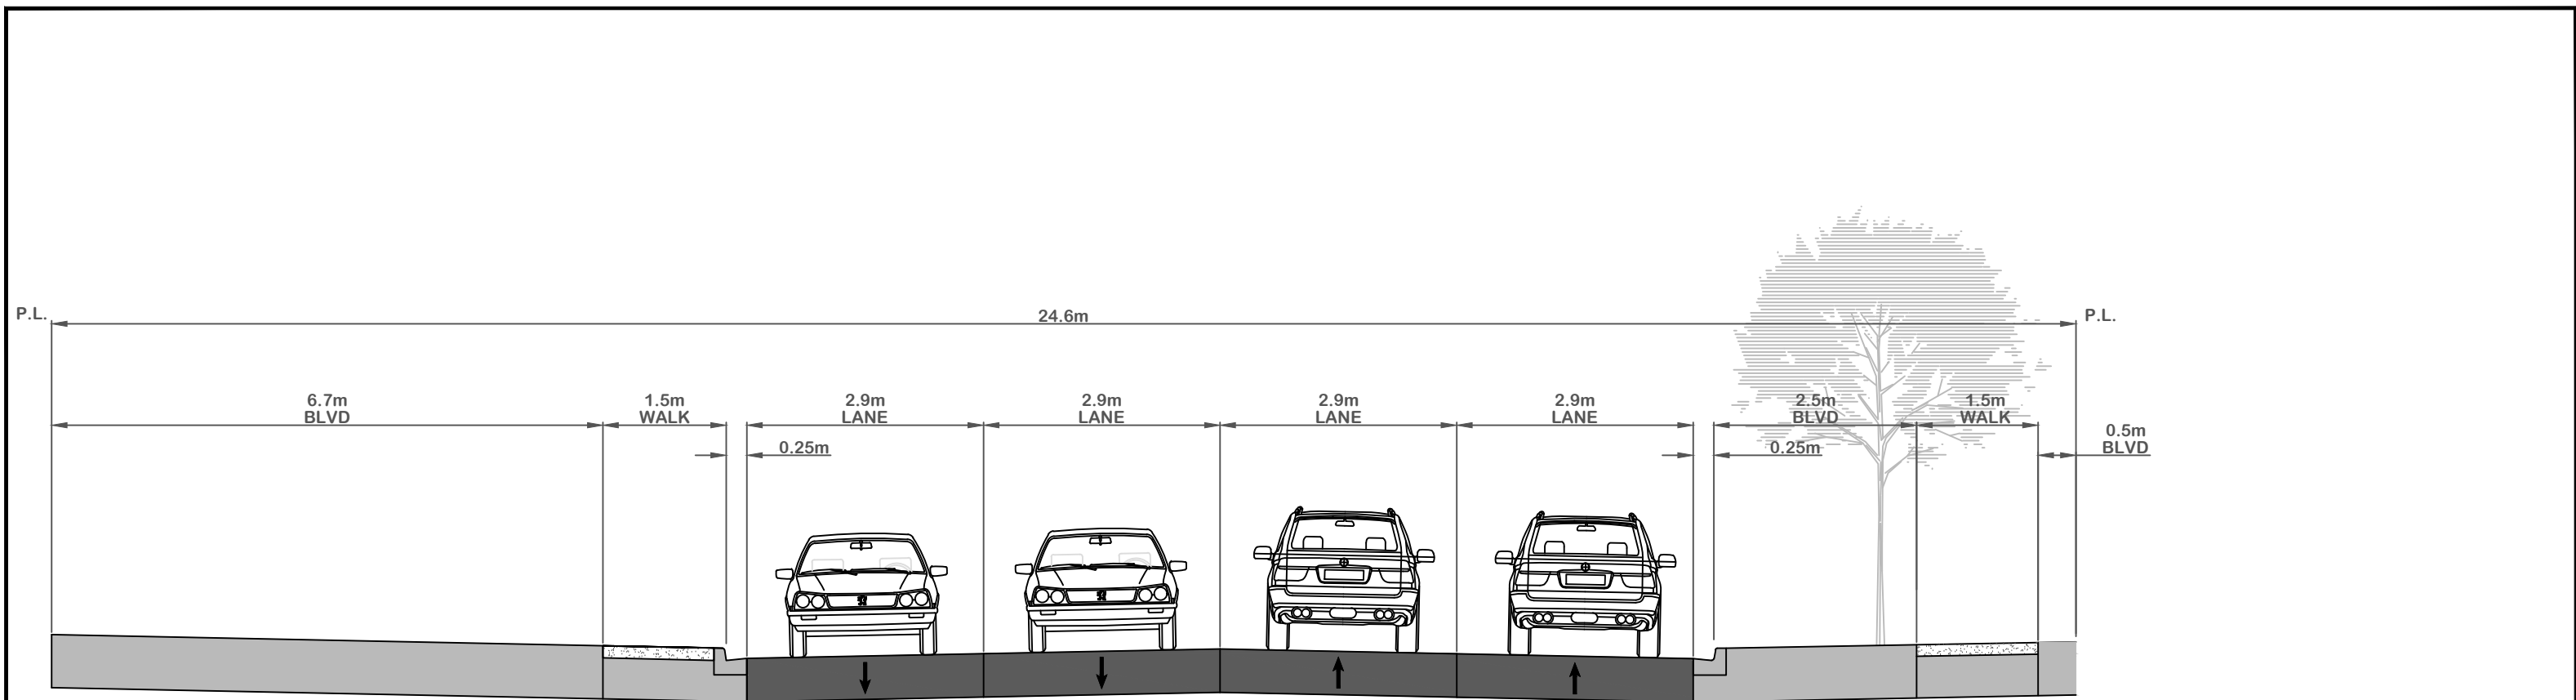 P.L.
24.6m
P.L.
6.7m
BLVD
1.5m
WALK
2.9m
LANE
2.9m
LANE
2.9m
LANE
2.9m
LANE
2.5m
BLVD
1.5m
WALK
0.25m
0.25m
0.5m
BLVD